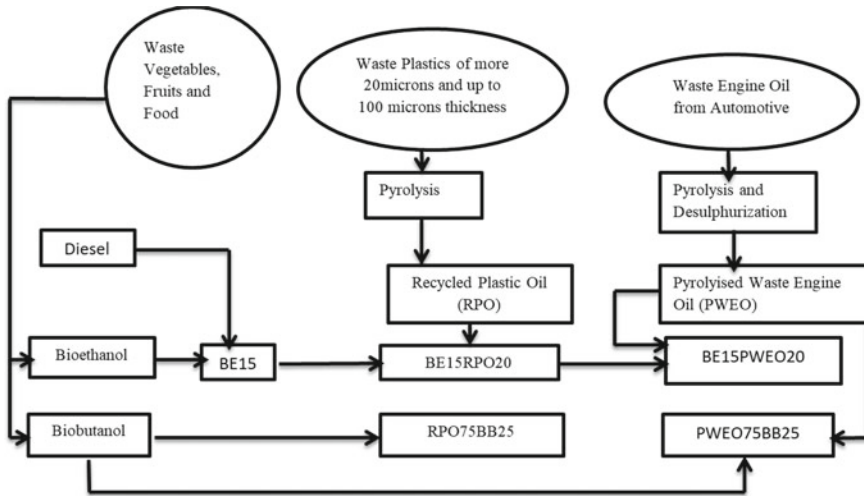 Waste
Vegetables,
Fruits and
Food
Waste Plastics of more
20microns and up to
100 microns thickness
Waste Engine Oil
from Automotive
Pyrolysis
Pyrolysis and
Desulphurization
Diesel
Recycled Plastic Oil
(RPO)
Pyrolyised Waste Engine
Oil (PWEO)
Bioethanol
BE15
BE15RPO20
BE15PWEO20
Biobutanol
RPO75BB25
PWEO75BB25